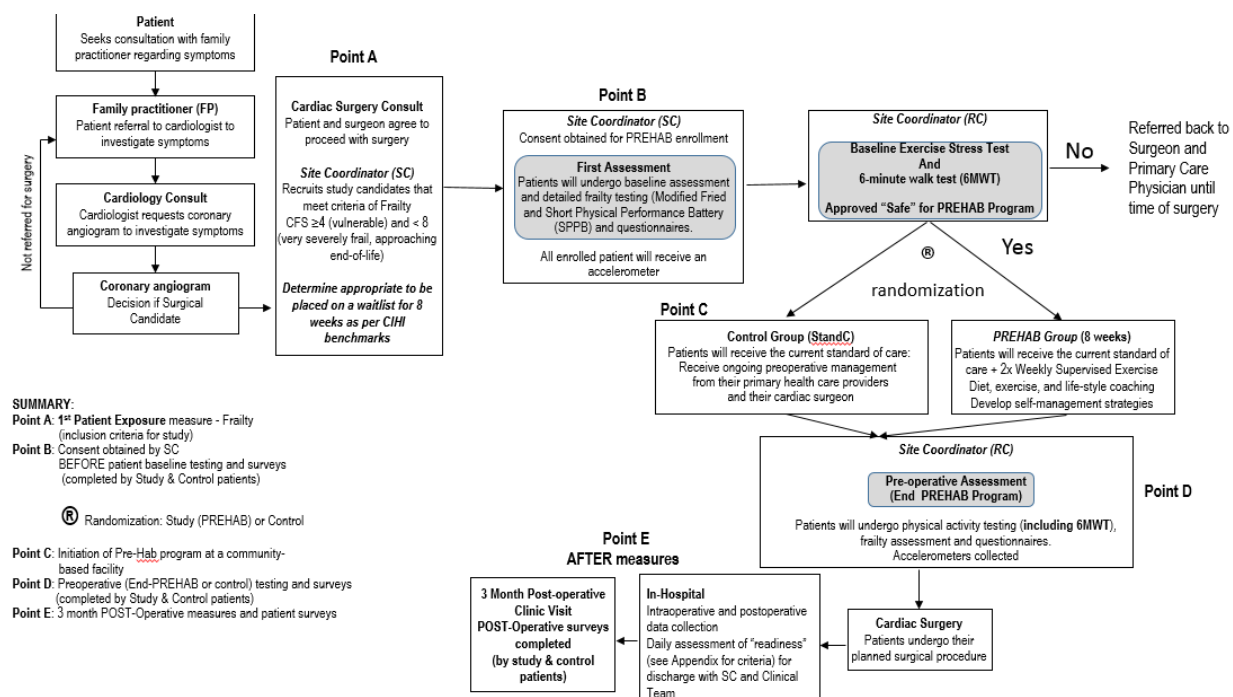 Patient
Seeks consultation with family
practitioner regarding symptoms
Family practitioner (FP)
Patient referral to cardiologist to
investigate symptoms
Not referred for surgery
Cardiology Consult
Cardiologist requests coronary
angiogram to investigate symptoms
Coronary angiogram
Decision if Surgical
Candidate
Point A
Cardiac Surgery Consult
Patient and surgeon agree to
proceed with surgery
Site Coordinator (SC)
Recruits study candidates that
meet criteria of Frailty
CFS ≥4 (vulnerable) and < 8
(very severely frail, approaching
end-of-life)
Determine appropriate to be
placed on a waitlist for 8
weeks as per CIHI
benchmarks
Point B
Site Coordinator (SC)
Consent obtained for PREHAB enrollment
First Assessment
Patients will undergo baseline assessment
and detailed frailty testing (Modified Fried
and Short Physical Performance Battery
(SPPB) and questionnaires.
All enrolled patient will receive an
accelerometer
Site Coordinator (RC)
Baseline Exercise Stress Test
And
6-minute walk test (6MWT)
Approved “Safe” for PREHAB Program
No
Referred back to
Surgeon and
Primary Care
Physician until
time of surgery
Yes
®
randomization
Point C
Control Group (StandC)
Patients will receive the current standard of care:
Receive ongoing preoperative management
from their primary health care providers
and their cardiac surgeon
PREHAB Group (8 weeks)
Patients will receive the current standard of
care + 2x Weekly Supervised Exercise
Diet, exercise, and life-style coaching
Develop self-management strategies
Site Coordinator (RC)
Pre-operative Assessment
(End PREHAB Program)
Patients will undergo physical activity testing (including 6MWT),
frailty assessment and questionnaires.
Accelerometers collected
Point D
Cardiac Surgery
Patients undergo their
planned surgical procedure
Point E
AFTER measures
In-Hospital
Intraoperative and postoperative
data collection
Daily assessment of “readiness”
(see Appendix for criteria) for
discharge with SC and Clinical
Team
3 Month Post-operative
Clinic Visit
POST-Operative surveys
completed
(by study & control
patients)
SUMMARY:
Point A: 1st Patient Exposure measure - Frailty
(inclusion criteria for study)
Point B: Consent obtained by SC
BEFORE patient baseline testing and surveys
(completed by Study & Control patients)
® Randomization: Study (PREHAB) or Control
Point C: Initiation of Pre-Hab program at a community-
based facility
Point D: Preoperative (End-PREHAB or control) testing and surveys
(completed by Study & Control patients)
Point E: 3 month POST-Operative measures and patient surveys